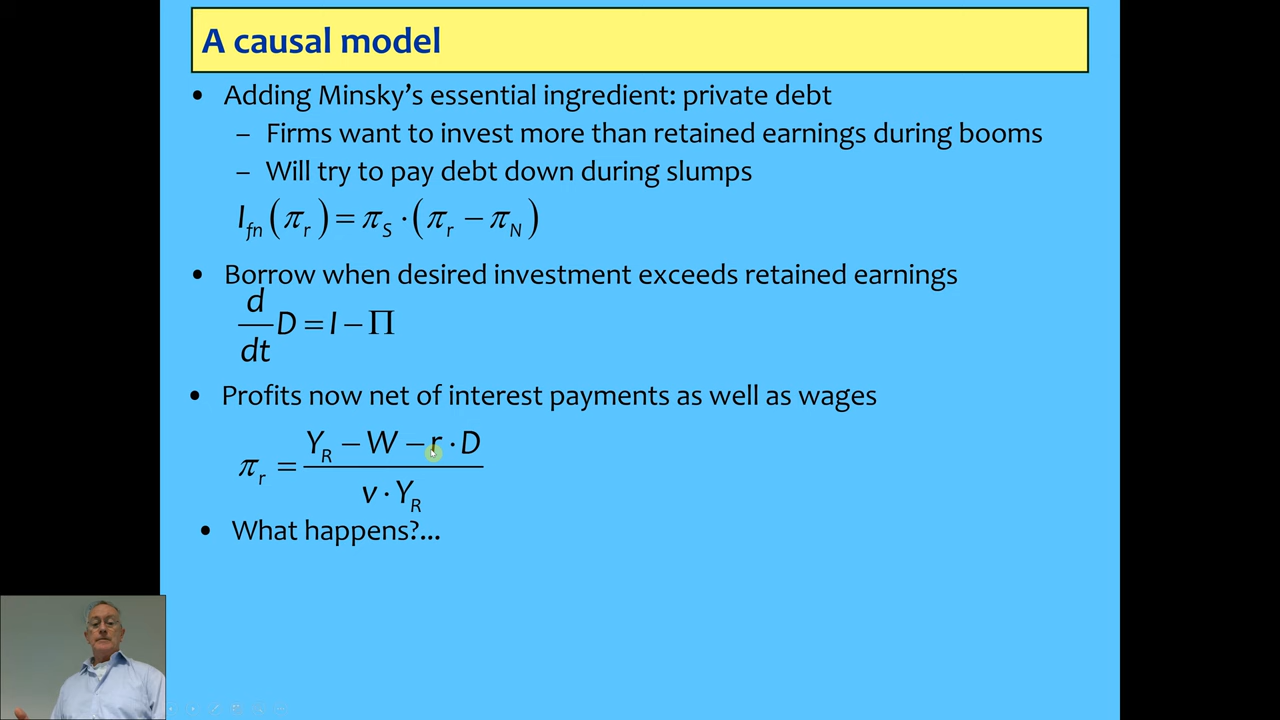 A causal model
• Adding Minsky’s essential ingredient: private debt
– Firms want to invest more than retained earnings during booms
– Will try to pay debt down during slumps
I_fn(π_r) = π_S · (π_r − π_N)
• Borrow when desired investment exceeds retained earnings
d/dt D = I − Π
• Profits now net of interest payments as well as wages
π_r = (Y_R − W − r · D) / (v · Y_R)
• What happens?...